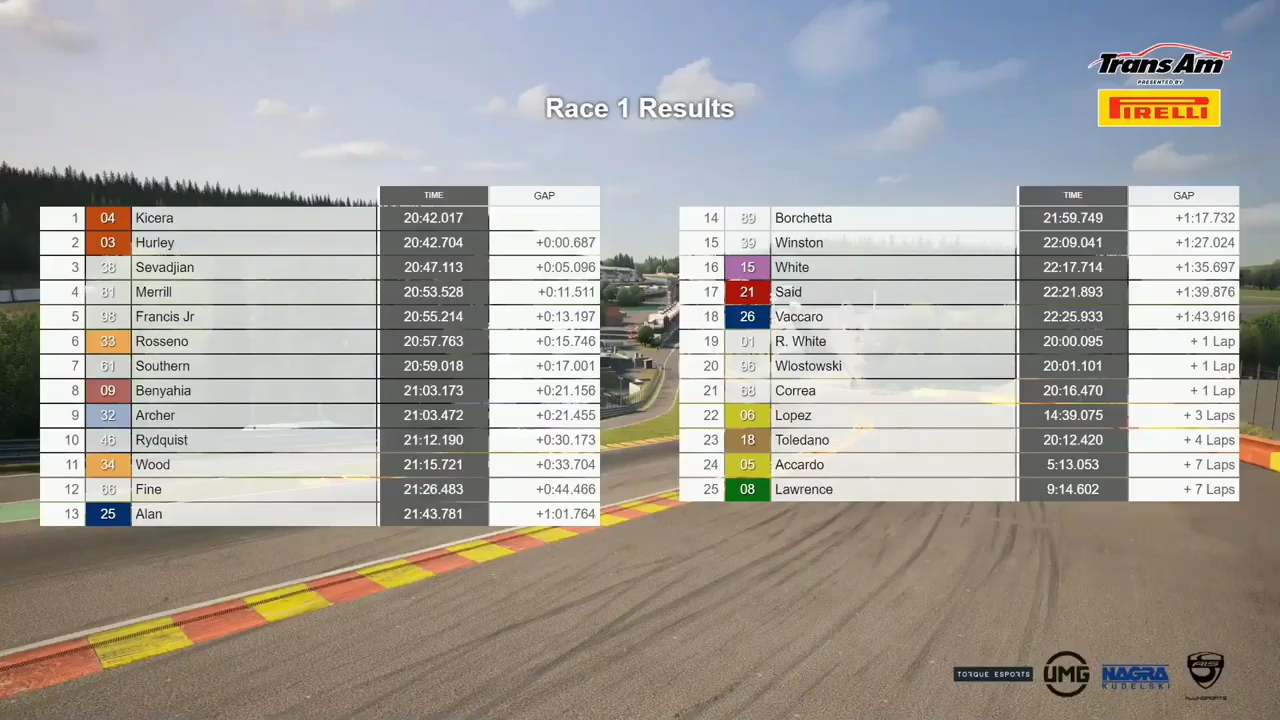 Trans Am
PRESENTED BY
PIRELLI
Race 1 Results
TIME GAP
1 04 Kicera 20:42.017
2 03 Hurley 20:42.704 +0:00.687
3 38 Sevadjian 20:47.113 +0:05.096
4 81 Merrill 20:53.528 +0:11.511
5 98 Francis Jr 20:55.214 +0:13.197
6 33 Rosseno 20:57.763 +0:15.746
7 61 Southern 20:59.018 +0:17.001
8 09 Benyahia 21:03.173 +0:21.156
9 32 Archer 21:03.472 +0:21.455
10 46 Rydquist 21:12.190 +0:30.173
11 34 Wood 21:15.721 +0:33.704
12 66 Fine 21:26.483 +0:44.466
13 25 Alan 21:43.781 +1:01.764
TIME GAP
14 89 Borchetta 21:59.749 +1:17.732
15 39 Winston 22:09.041 +1:27.024
16 15 White 22:17.714 +1:35.697
17 21 Said 22:21.893 +1:39.876
18 26 Vaccaro 22:25.933 +1:43.916
19 01 R. White 20:00.095 + 1 Lap
20 96 Wlostowski 20:01.101 + 1 Lap
21 68 Correa 20:16.470 + 1 Lap
22 06 Lopez 14:39.075 + 3 Laps
23 18 Toledano 20:12.420 + 4 Laps
24 05 Accardo 5:13.053 + 7 Laps
25 08 Lawrence 9:14.602 + 7 Laps
TORQUE ESPORTS
UMG
NAGRA
KUDELSKI